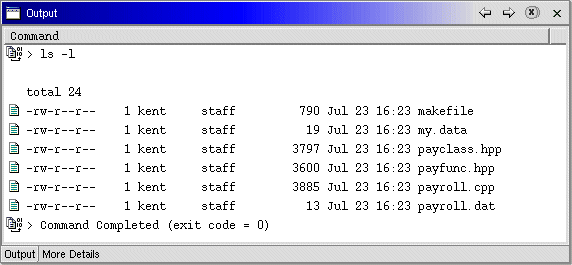 Output
Command
> ls -l
total 24
-rw-r--r-- 1 kent staff 790 Jul 23 16:23 makefile
-rw-r--r-- 1 kent staff 19 Jul 23 16:23 my.data
-rw-r--r-- 1 kent staff 3797 Jul 23 16:23 payclass.hpp
-rw-r--r-- 1 kent staff 3600 Jul 23 16:23 payfunc.hpp
-rw-r--r-- 1 kent staff 3885 Jul 23 16:23 payroll.cpp
-rw-r--r-- 1 kent staff 13 Jul 23 16:23 payroll.dat
> Command Completed (exit code = 0)
Output More Details